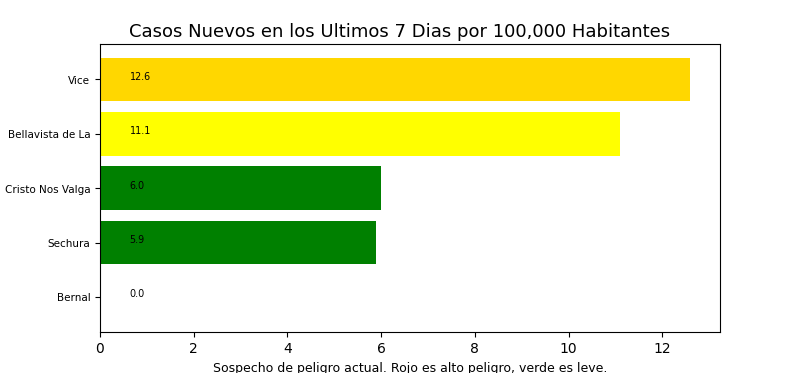 Casos Nuevos en los Ultimos 7 Dias por 100,000 Habitantes
Vice 12.6
Bellavista de La 11.1
Cristo Nos Valga 6.0
Sechura 5.9
Bernal 0.0
0 2 4 6 8 10 12
Sospecho de peligro actual. Rojo es alto peligro, verde es leve.